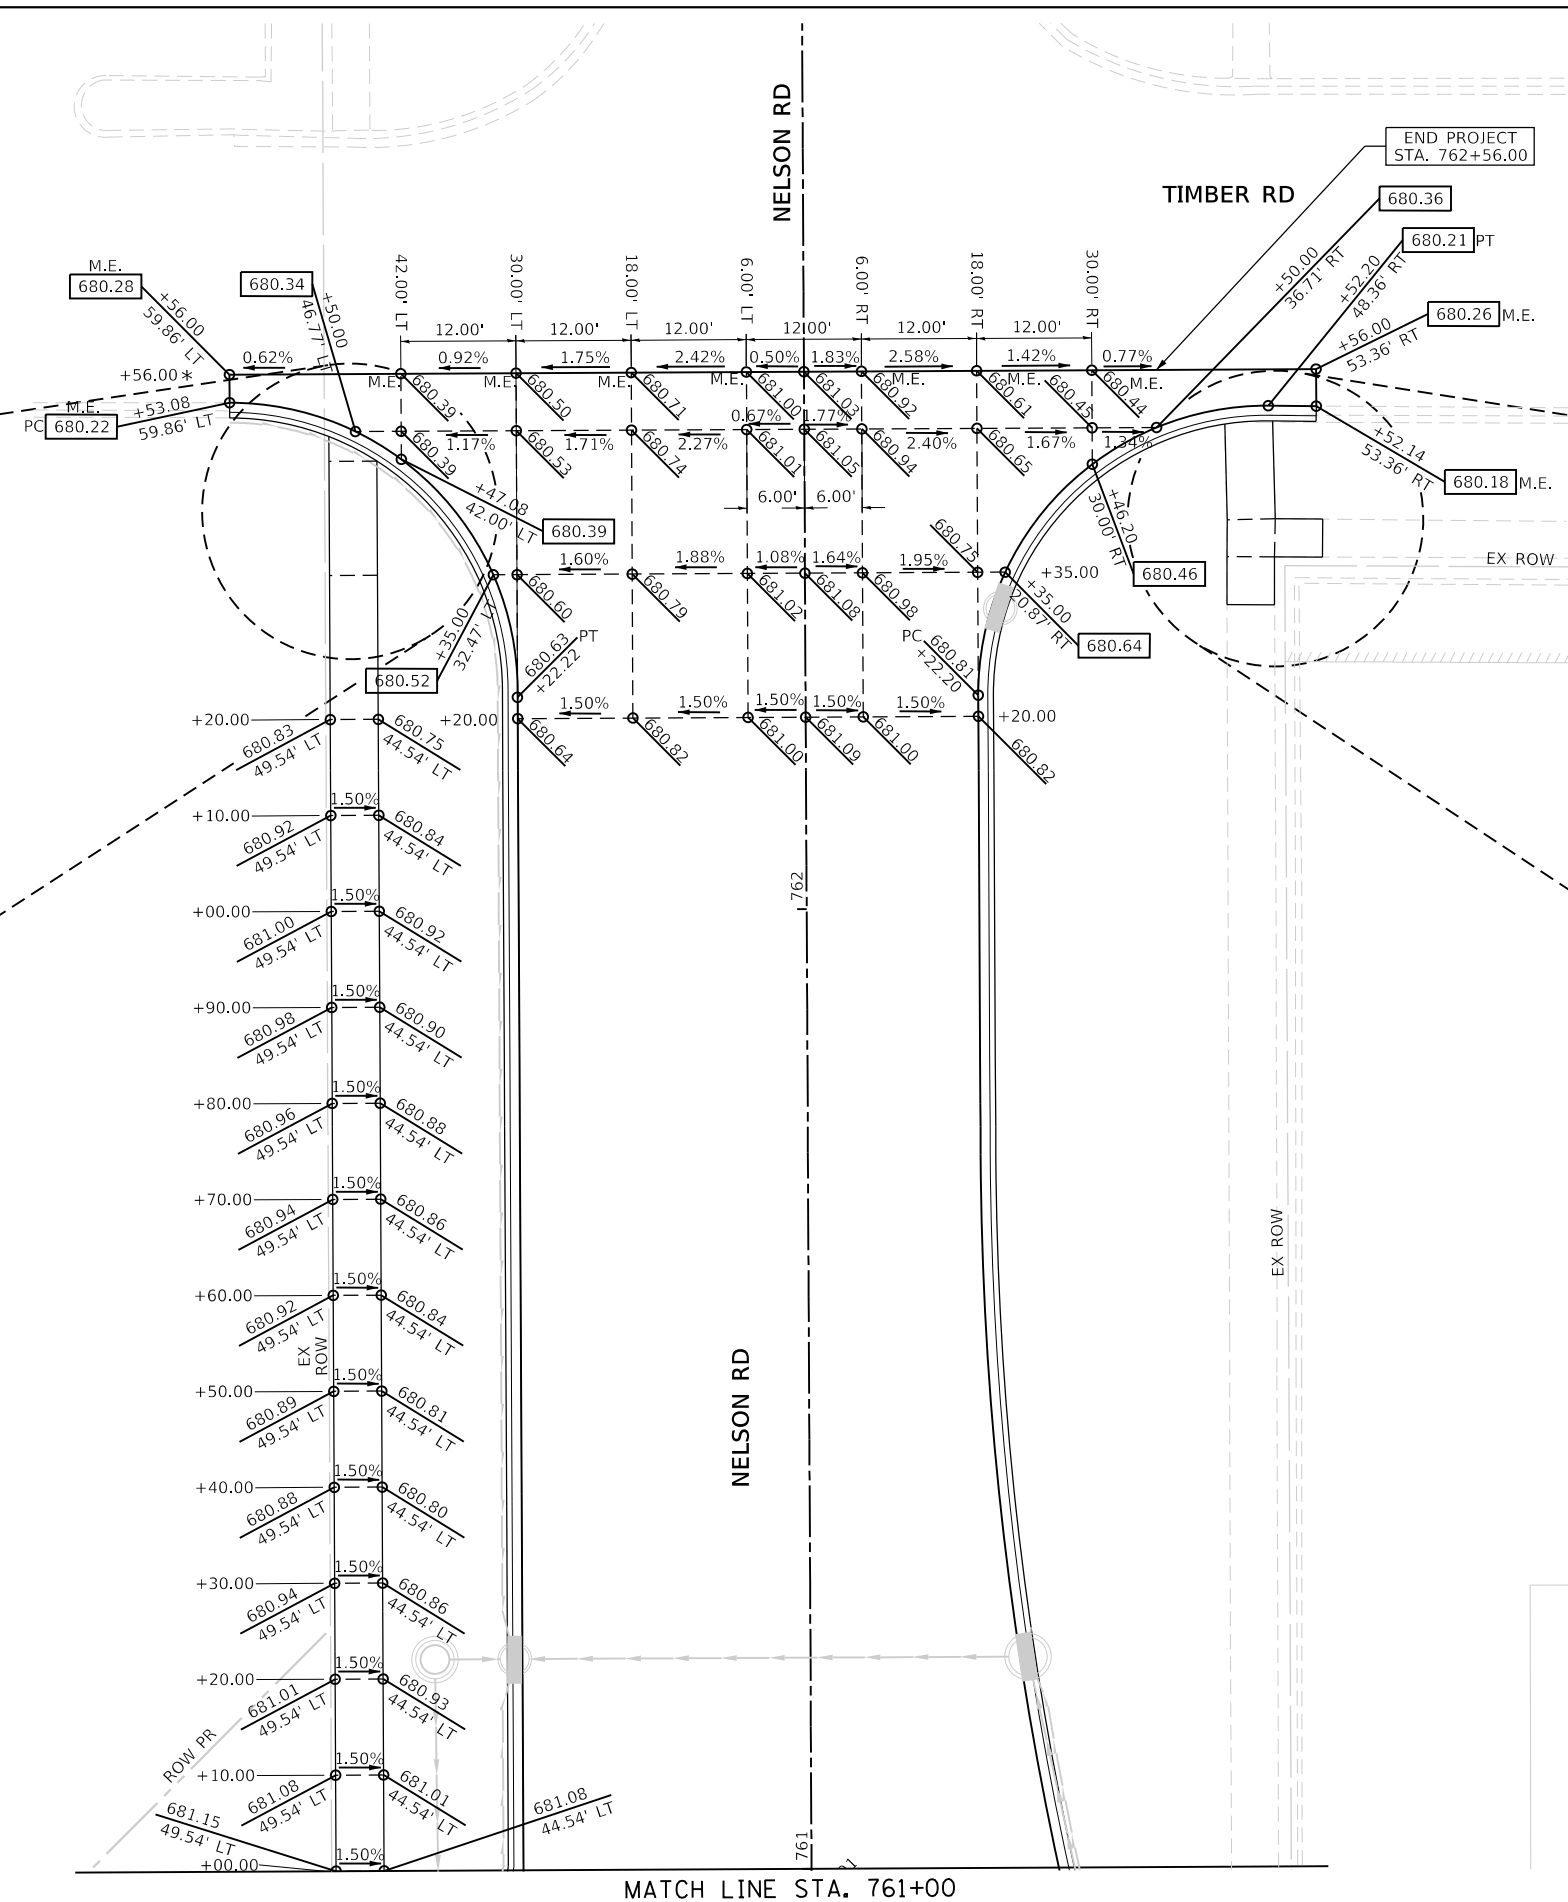 NELSON RD
END PROJECT
STA. 762+56.00
TIMBER RD
680.36
+50.00
36.71' RT
680.21 PT
+52.20
48.36' RT
680.26 M.E.
+56.00
53.36' RT
M.E.
680.28
+56.00
59.86' LT
680.34
+50.00
46.77' LT
42.00' LT
30.00' LT
18.00' LT
6.00' LT
6.00' RT
18.00' RT
30.00' RT
12.00' 12.00' 12.00' 12.00' 12.00' 12.00'
0.62% 0.92% 1.75% 2.42% 0.50% 1.83% 2.58% 1.42% 0.77%
+56.00 *
M.E. M.E. M.E. M.E. M.E. M.E. M.E.
680.39 680.50 680.71 681.00 681.03 680.92 680.61 680.45 680.44
M.E.
PC 680.22
+53.08
59.86' LT
0.67% 1.77%
1.17% 1.71% 2.27% 2.40% 1.67% 1.34%
680.39 680.53 680.74 681.01 681.05 680.94 680.65
+52.14
53.36' RT
680.18 M.E.
+47.08
42.00' LT
680.39
6.00' 6.00'
+46.20
30.00' RT
680.46
EX ROW
680.75
1.60% 1.88% 1.08% 1.64% 1.95%
+35.00
680.60 680.79 681.02 681.08 680.98
+35.00
20.87' RT
680.64
+35.00
32.47' LT
680.52
680.63 PT
+22.22
PC 680.81
+22.20
1.50% 1.50% 1.50% 1.50% 1.50%
+20.00 +20.00
680.64 680.82 681.00 681.09 681.00 680.82
+20.00
680.83
49.54' LT
680.75
44.54' LT
1.50%
+10.00
680.92
49.54' LT
680.84
44.54' LT
762
1.50%
+00.00
681.00
49.54' LT
680.92
44.54' LT
1.50%
+90.00
680.98
49.54' LT
680.90
44.54' LT
1.50%
+80.00
680.96
49.54' LT
680.88
44.54' LT
1.50%
+70.00
680.94
49.54' LT
680.86
44.54' LT
EX ROW
1.50%
+60.00
680.92
49.54' LT
680.84
44.54' LT
EX
ROW
NELSON RD
1.50%
+50.00
680.89
49.54' LT
680.81
44.54' LT
1.50%
+40.00
680.88
49.54' LT
680.80
44.54' LT
1.50%
+30.00
680.94
49.54' LT
680.86
44.54' LT
1.50%
+20.00
681.01
49.54' LT
680.93
44.54' LT
ROW PR
1.50%
+10.00
681.08
49.54' LT
681.01
44.54' LT
681.15
49.54' LT
681.08
44.54' LT
1.50%
+00.00
761
MATCH LINE STA. 761+00